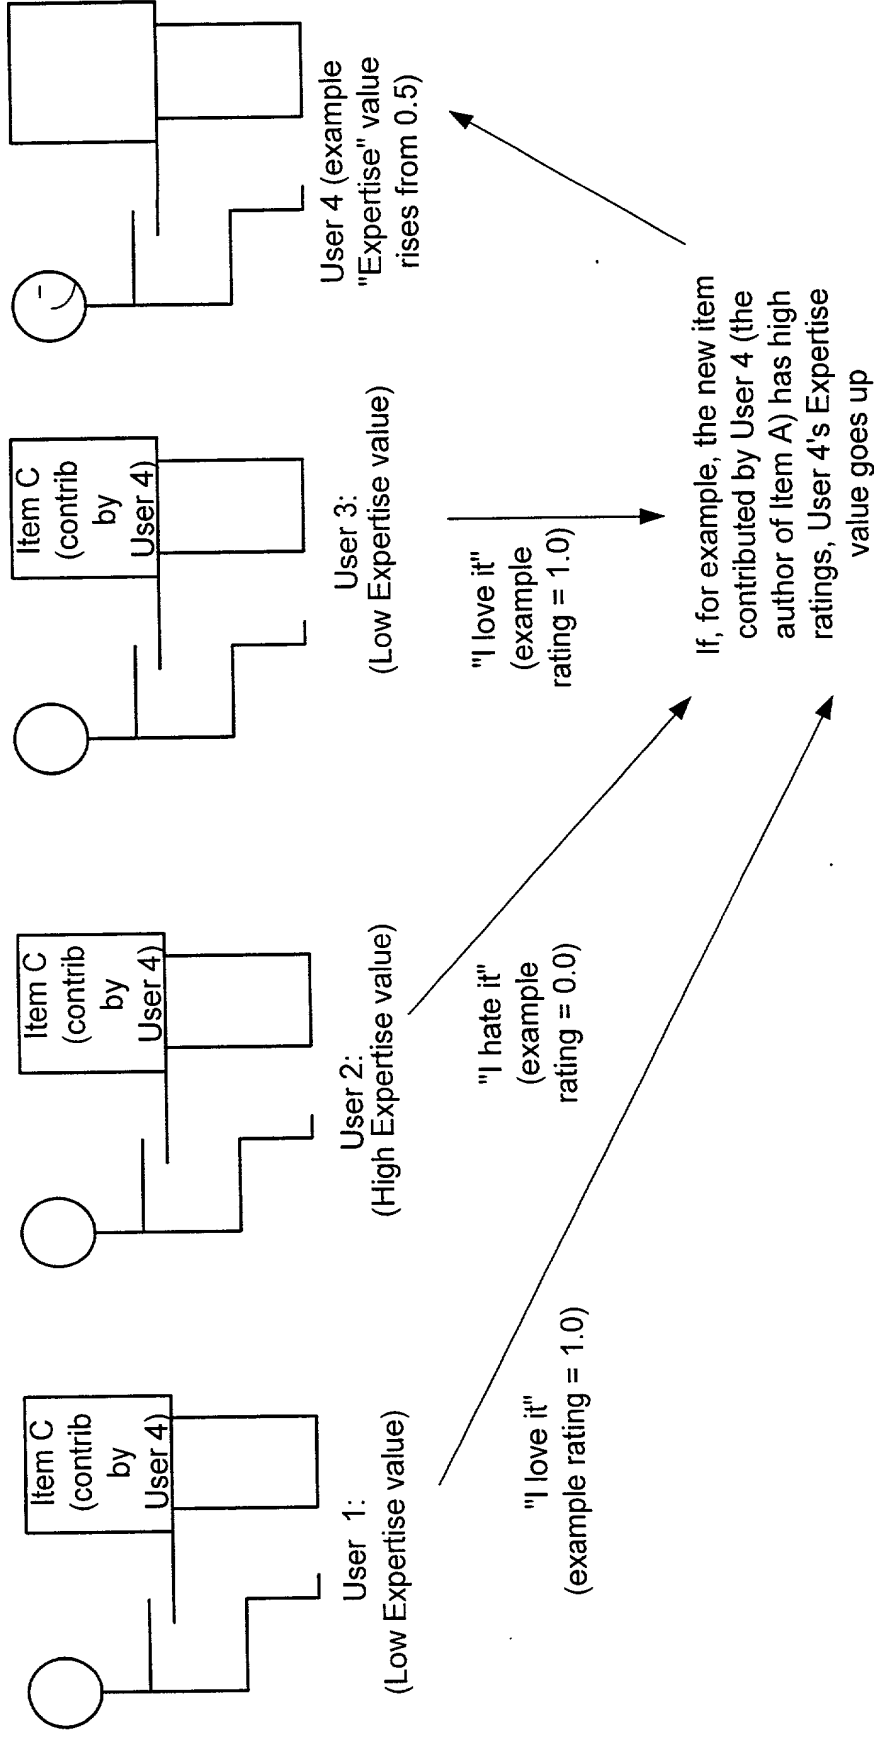 Item C
(contrib
by
User 4)
User 1:
(Low Expertise value)
Item C
(contrib
by
User 4)
User 2:
(High Expertise value)
Item C
(contrib
by
User 4)
User 3:
(Low Expertise value)
User 4 (example
"Expertise" value
rises from 0.5)
"I love it"
(example rating = 1.0)
"I hate it"
(example
rating = 0.0)
"I love it"
(example
rating = 1.0)
If, for example, the new item
contributed by User 4 (the
author of Item A) has high
ratings, User 4's Expertise
value goes up